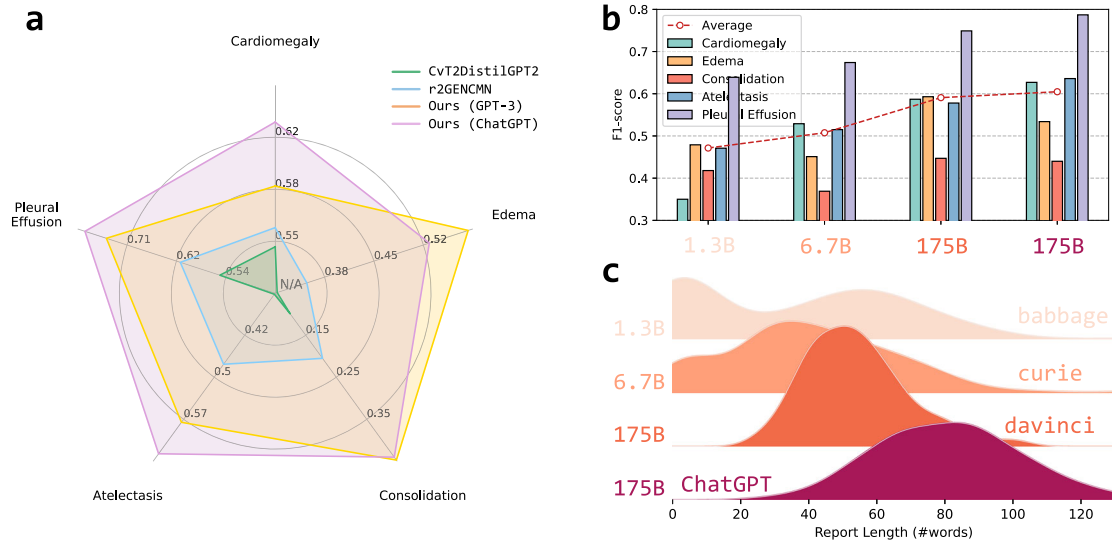 a
Cardiomegaly
CvT2DistilGPT2
r2GENCMN
Ours (GPT-3)
Ours (ChatGPT)
0.62
0.58
0.55
N/A
Edema
0.52
0.45
0.38
Pleural
Effusion
0.71
0.62
0.54
0.42
0.5
0.57
0.15
0.25
0.35
Atelectasis
Consolidation
b
F1-score
0.8
0.7
0.6
0.5
0.4
0.3
Average
Cardiomegaly
Edema
Consolidation
Atelectasis
Pleural Effusion
1.3B
6.7B
175B
175B
c
1.3B
babbage
6.7B
curie
175B
davinci
175B
ChatGPT
0
20
40
60
80
100
120
Report Length (#words)